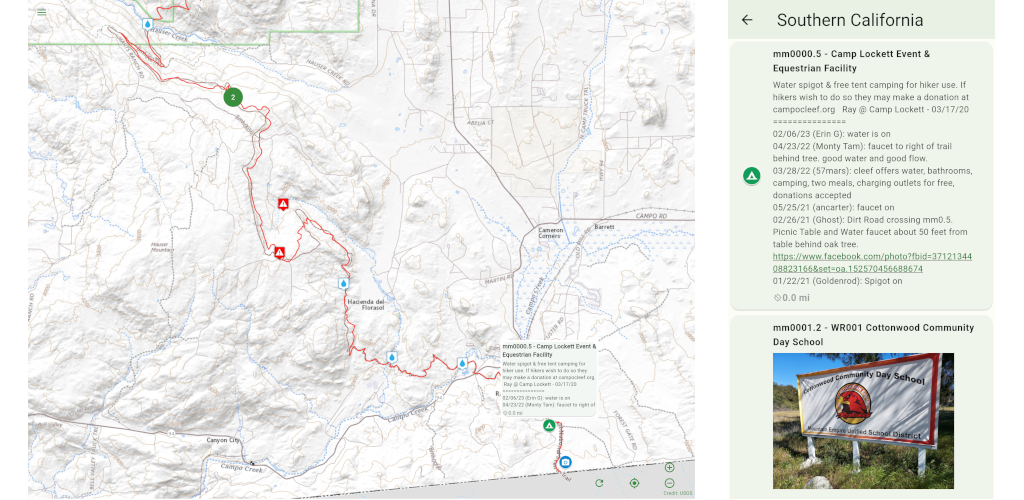 HAUSER CREEK
Hauser Creek
2
ABELIA CT
Hauser
Mountain
CAMPO RD
Cameron
Corners
Barrett
Hacienda del
Florasol
Campo Creek
mm0000.5 - Camp Lockett Event &
Equestrian Facility
Water spigot & free tent camping for
hiker use. If hikers wish to do so they
may make a donation at campocleef.org
Ray @ Camp Lockett - 03/17/20
===============
02/06/23 (Erin G): water is on
04/23/22 (Monty Tam): faucet to right of
0.0 mi
Campo Creek
FOREST GATE RD
Canyon City
Campo Creek
Credit: USGS
Southern California
mm0000.5 - Camp Lockett Event &
Equestrian Facility
Water spigot & free tent camping for hiker use. If
hikers wish to do so they may make a donation at
campocleef.org   Ray @ Camp Lockett - 03/17/20
===============
02/06/23 (Erin G): water is on
04/23/22 (Monty Tam): faucet to right of trail
behind tree. good water and good flow.
03/28/22 (57mars): cleef offers water, bathrooms,
camping, two meals, charging outlets for free,
donations accepted
05/25/21 (ancarter): faucet on
02/26/21 (Ghost): Dirt Road crossing mm0.5.
Picnic Table and Water faucet about 50 feet from
table behind oak tree.
https://www.facebook.com/photo?fbid=37121344
08823166&set=oa.152570456688674
01/22/21 (Goldenrod): Spigot on
0.0 mi
mm0001.2 - WR001 Cottonwood Community
Day School
Cottonwood Community Day School
Mountain Empire Unified School District